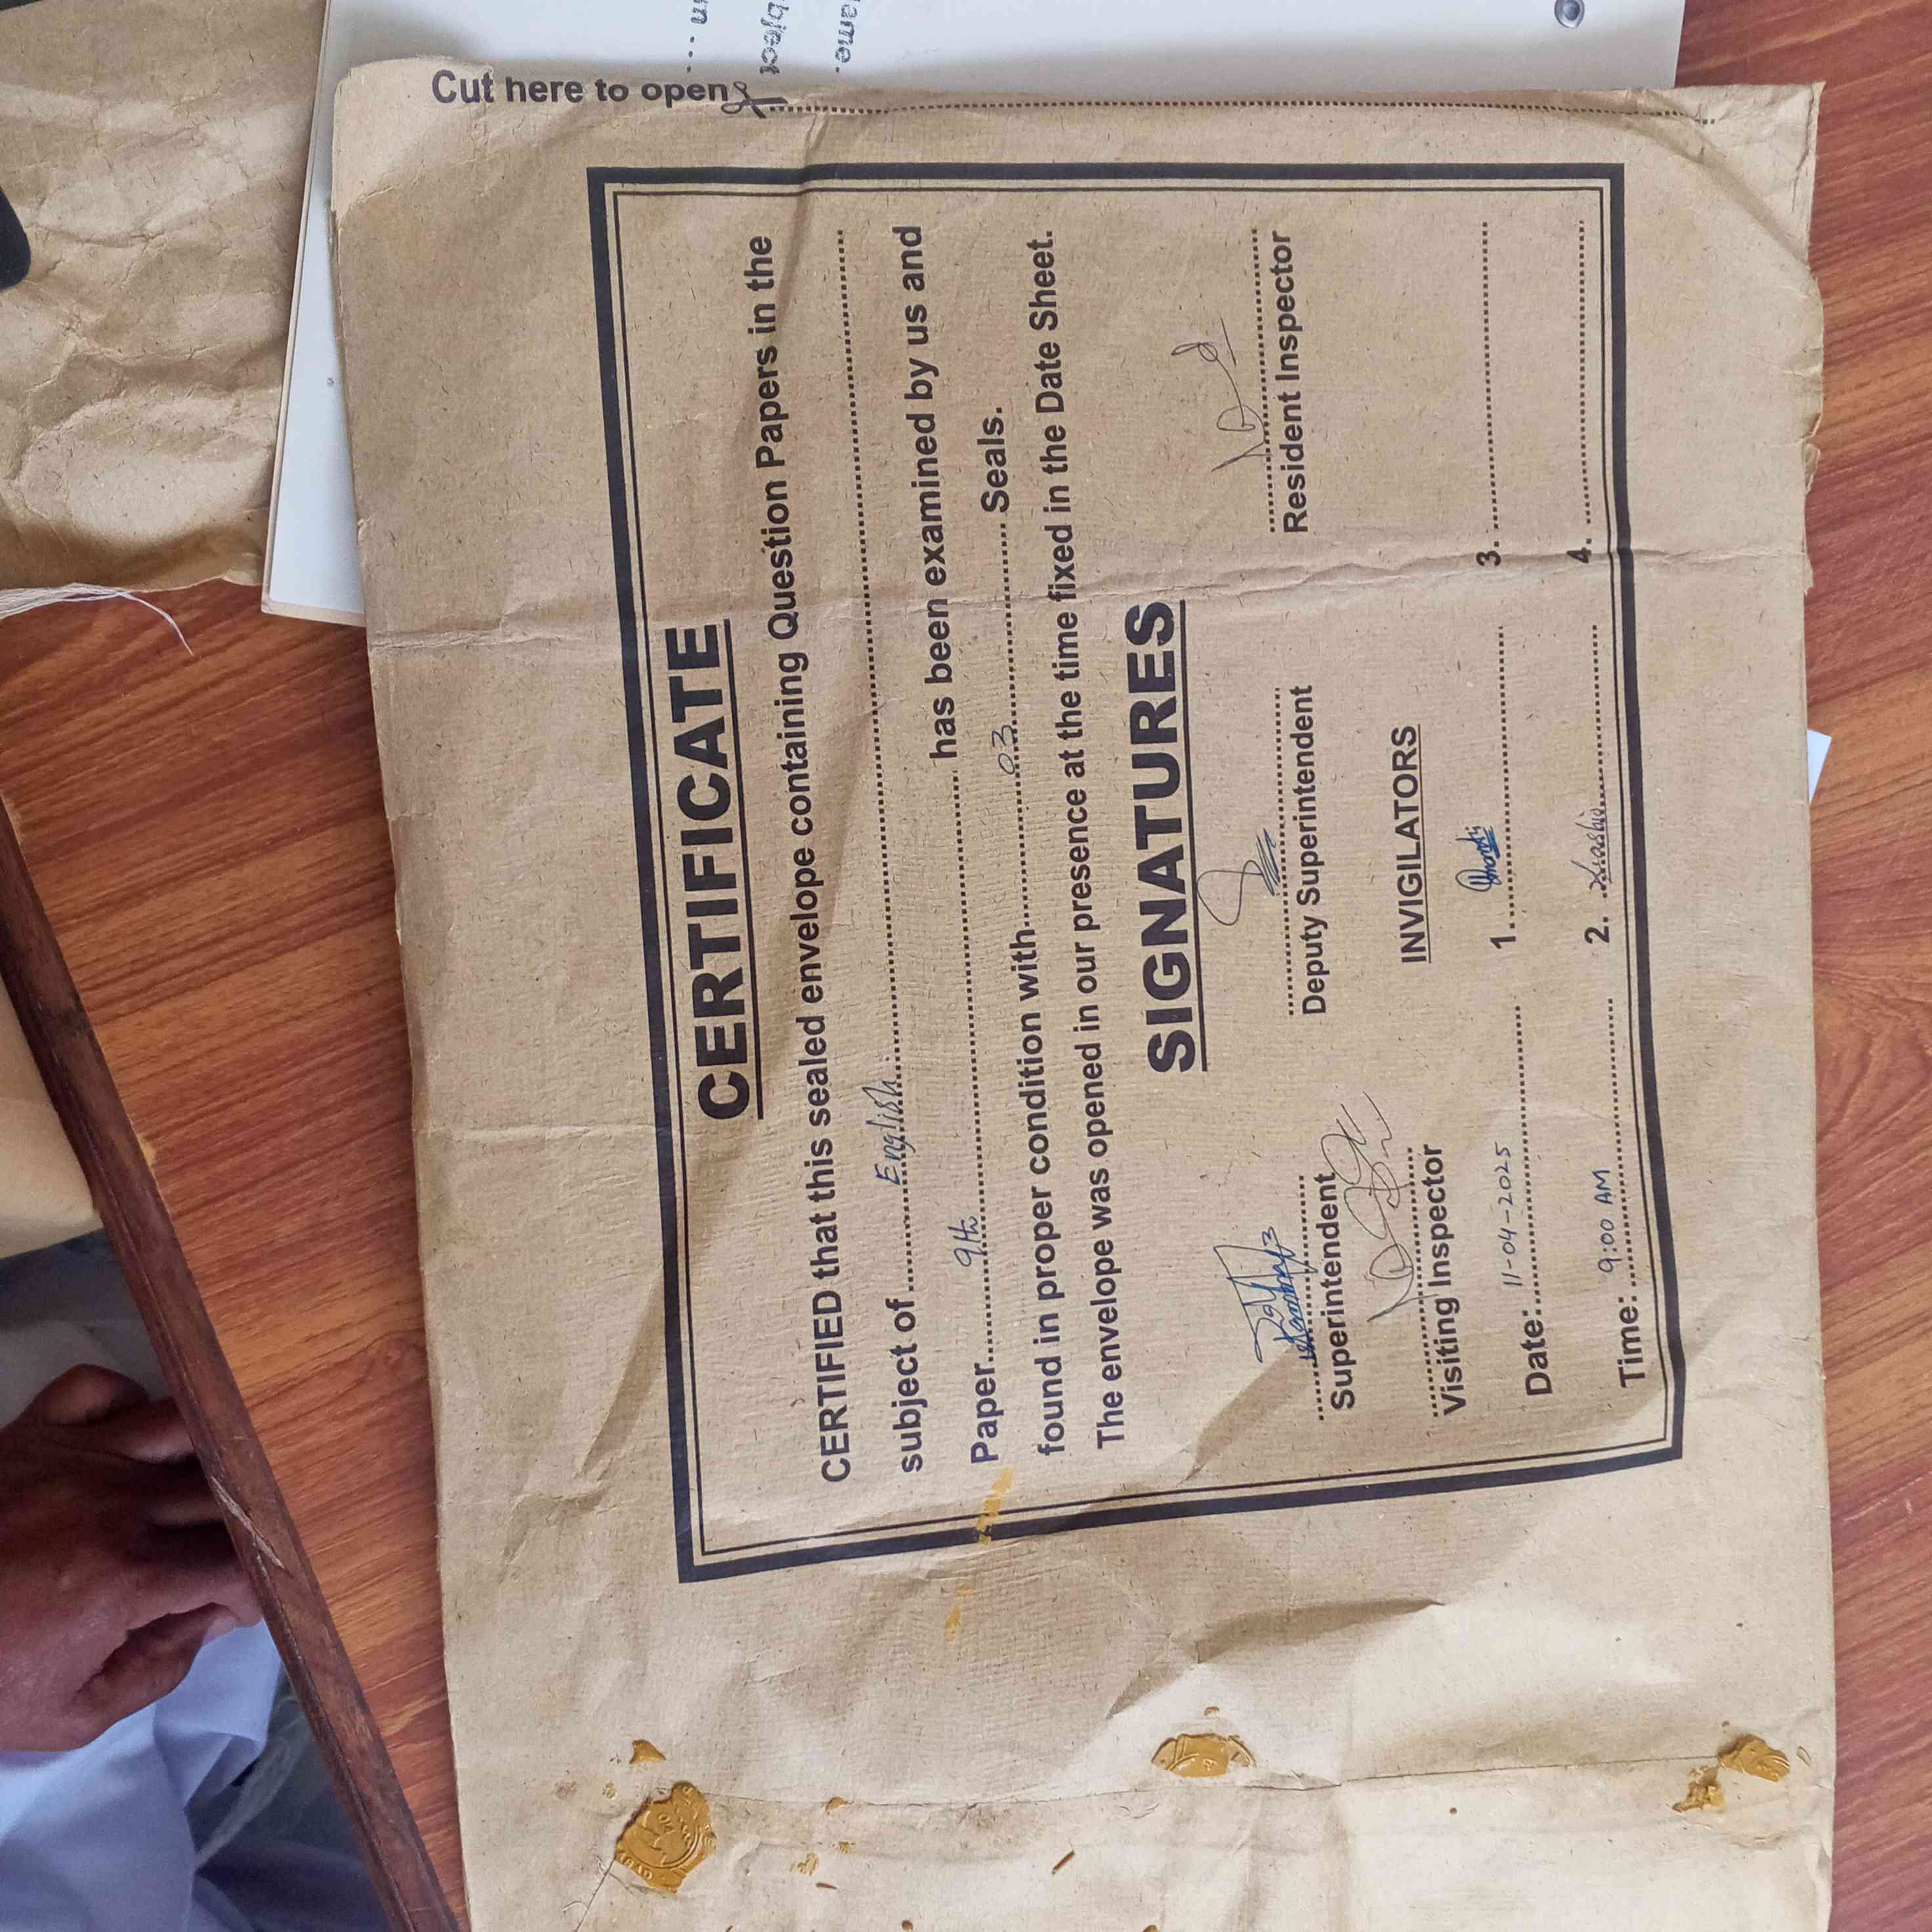 Cut here to open
CERTIFICATE
CERTIFIED that this sealed envelope containing Question Papers in the
subject of English
Paper 9th has been examined by us and
found in proper condition with 03 Seals.
The envelope was opened in our presence at the time fixed in the Date Sheet.
SIGNATURES
Superintendent Deputy Superintendent Resident Inspector
Visiting Inspector
INVIGILATORS
Date: 11-04-2025 1. 3.
Time: 9:00 AM 2. 4.